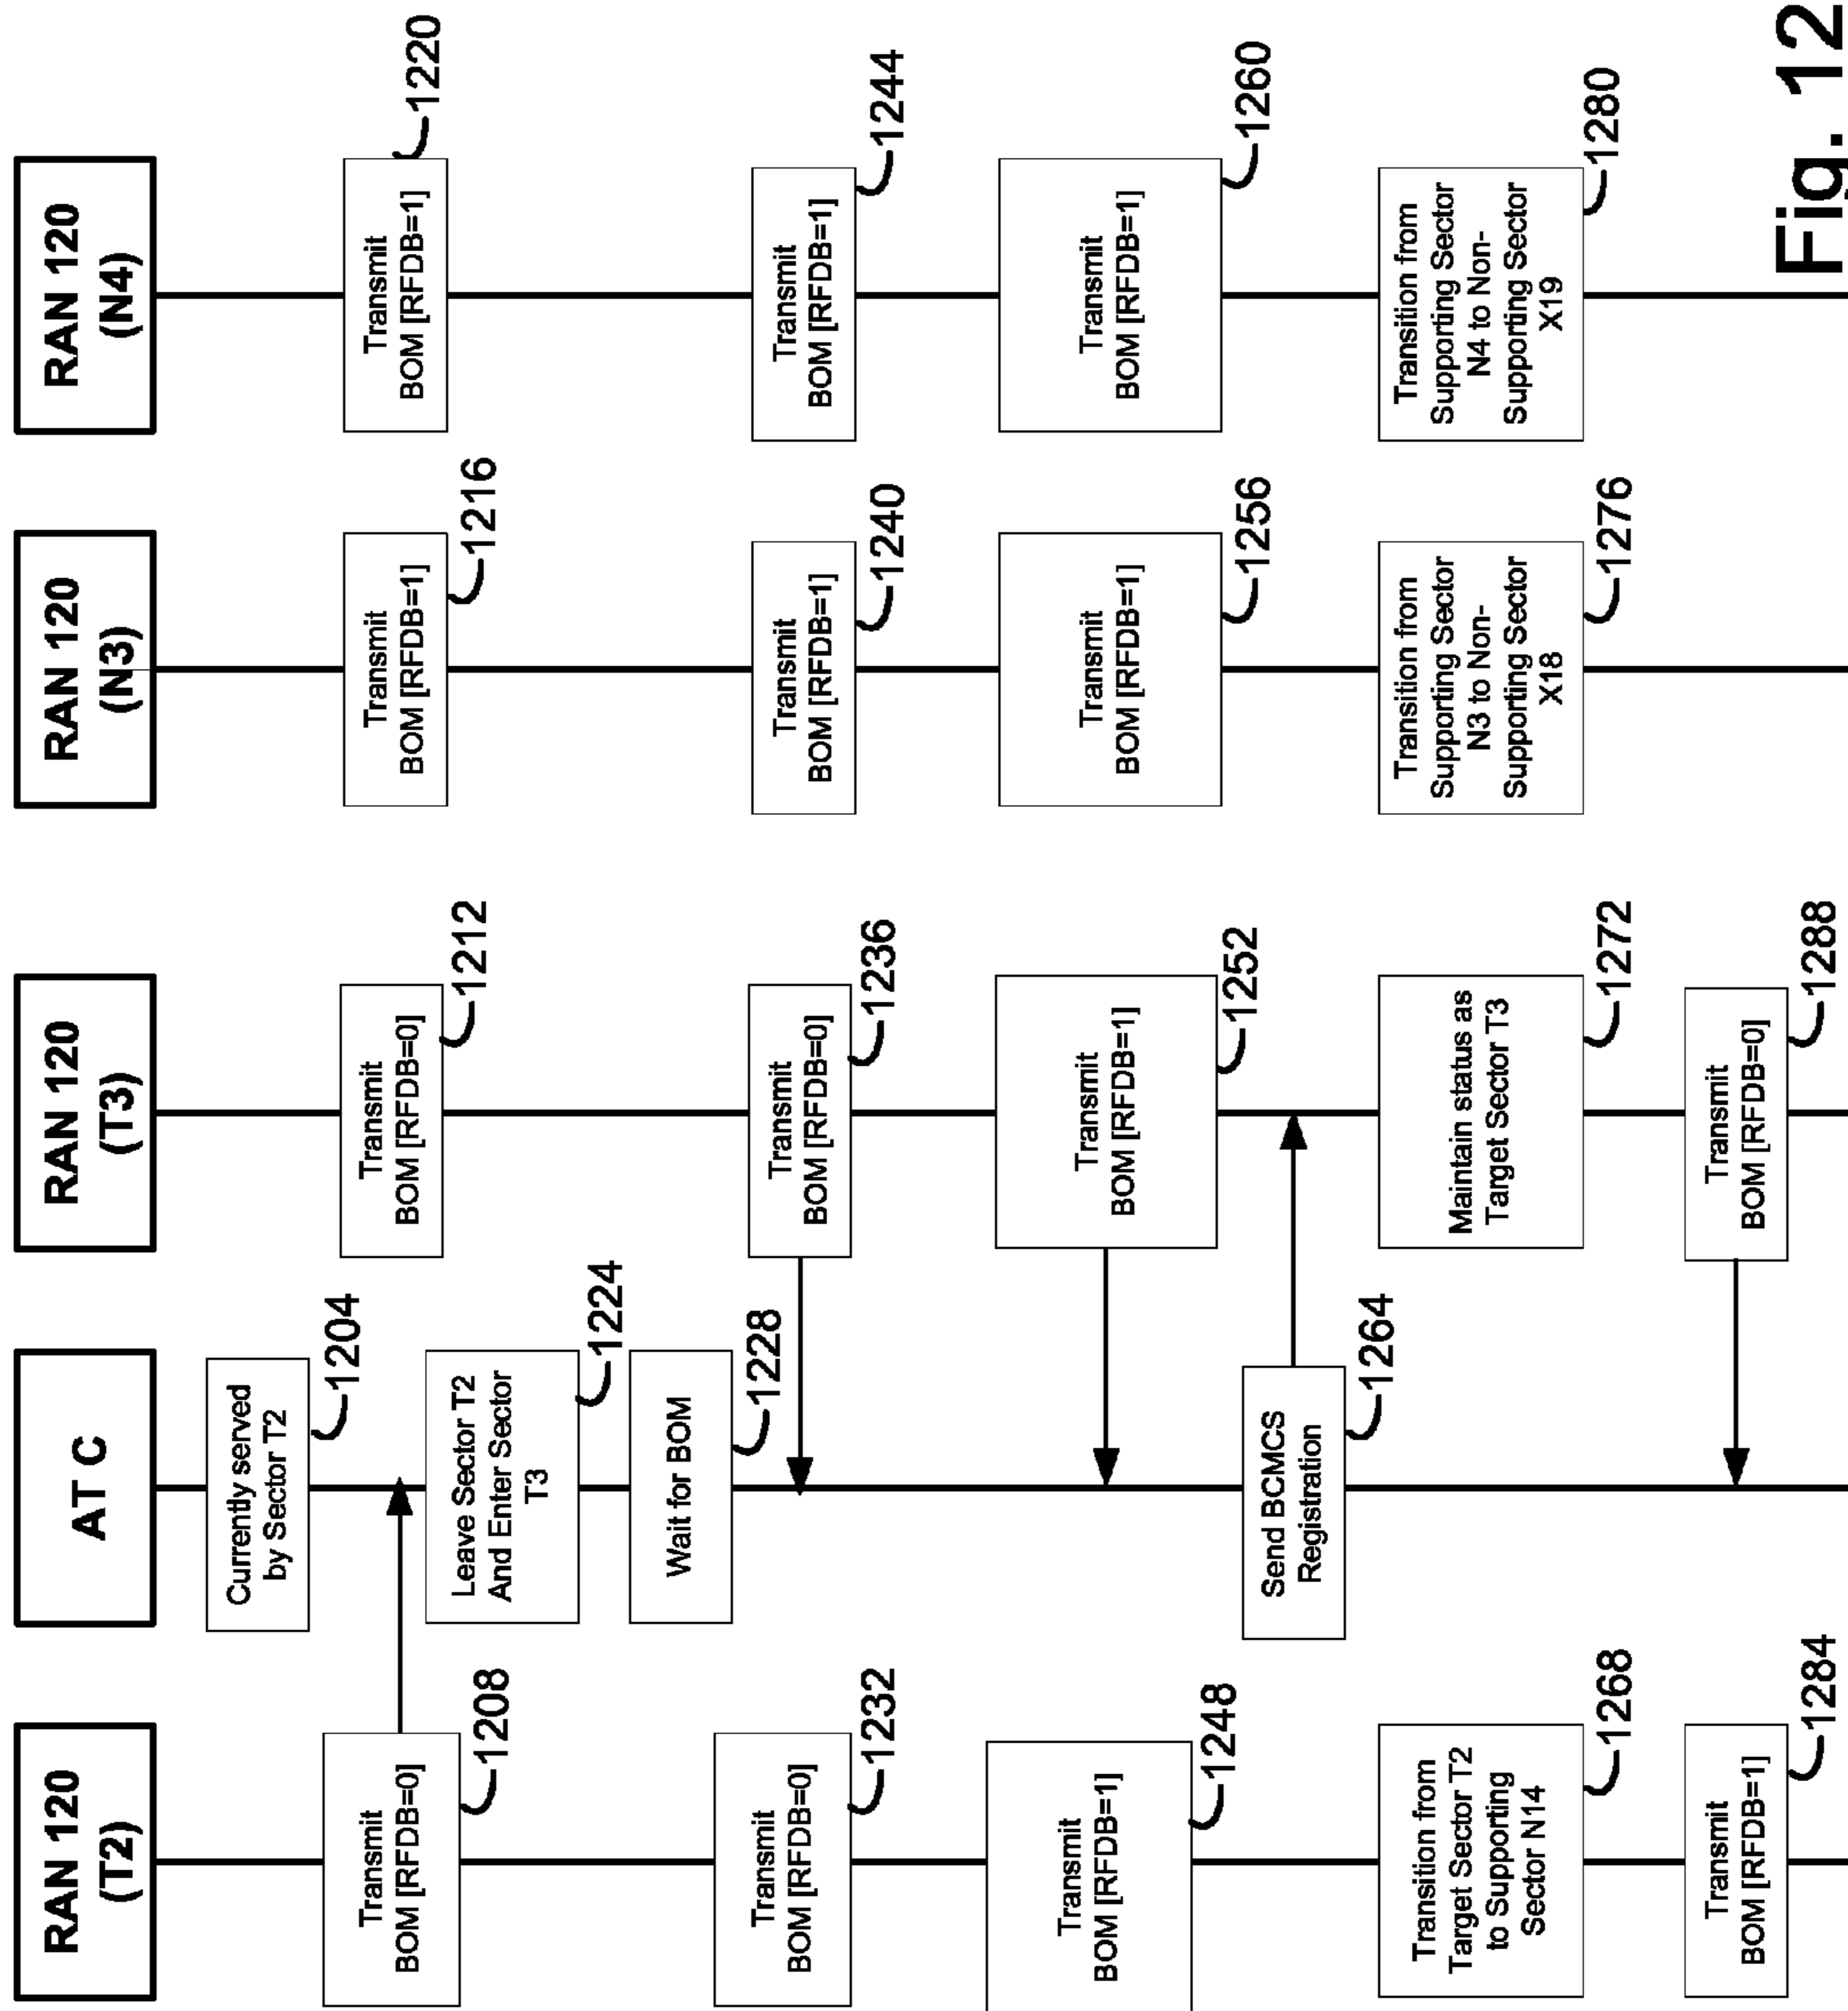 RAN 120
(T2)
AT C
RAN 120
(T3)
RAN 120
(N3)
RAN 120
(N4)
Currently served
by Sector T2
1204
Transmit
BOM [RFDB=0]
1208
Transmit
BOM [RFDB=0]
1212
Transmit
BOM [RFDB=1]
1216
Transmit
BOM [RFDB=1]
1220
Leave Sector T2
And Enter Sector
T3
1224
Wait for BOM
1228
Transmit
BOM [RFDB=0]
1232
Transmit
BOM [RFDB=0]
1236
Transmit
BOM [RFDB=1]
1240
Transmit
BOM [RFDB=1]
1244
Transmit
BOM [RFDB=1]
1248
Transmit
BOM [RFDB=1]
1252
Transmit
BOM [RFDB=1]
1256
Transmit
BOM [RFDB=1]
1260
Send BCMCS
Registration
1264
Transition from
Target Sector T2
to Supporting
Sector N14
1268
Maintain status as
Target Sector T3
1272
Transition from
Supporting Sector
N3 to Non-
Supporting Sector
X18
1276
Transition from
Supporting Sector
N4 to Non-
Supporting Sector
X19
1280
Transmit
BOM [RFDB=1]
1284
Transmit
BOM [RFDB=0]
1288
Fig. 12